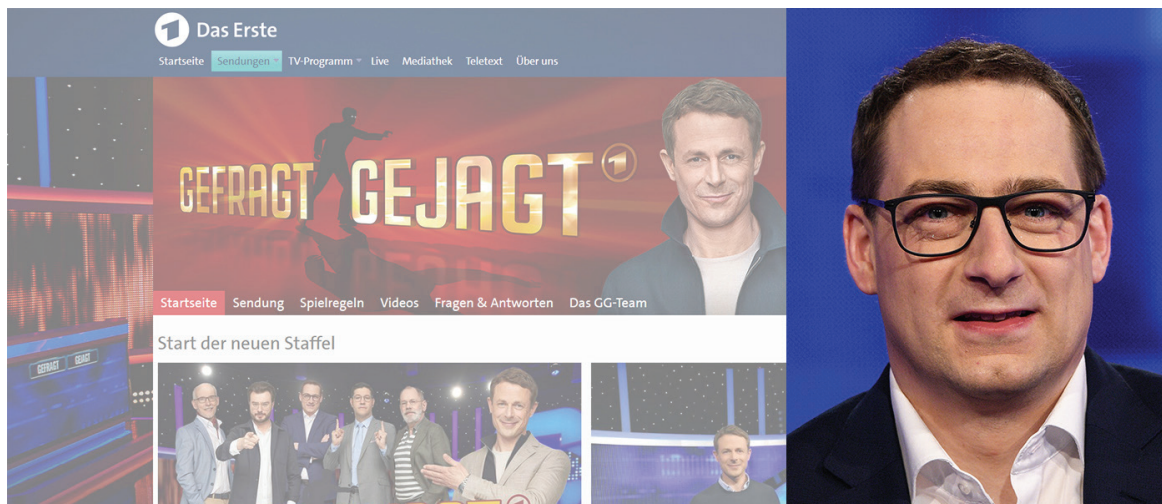 Das Erste
Startseite Sendungen TV-Programm Live Mediathek Teletext Über uns
GEFRAGT GEJAGT
Startseite Sendung Spielregeln Videos Fragen & Antworten Das GG-Team
Start der neuen Staffel
GEFRAGT GEJAGT